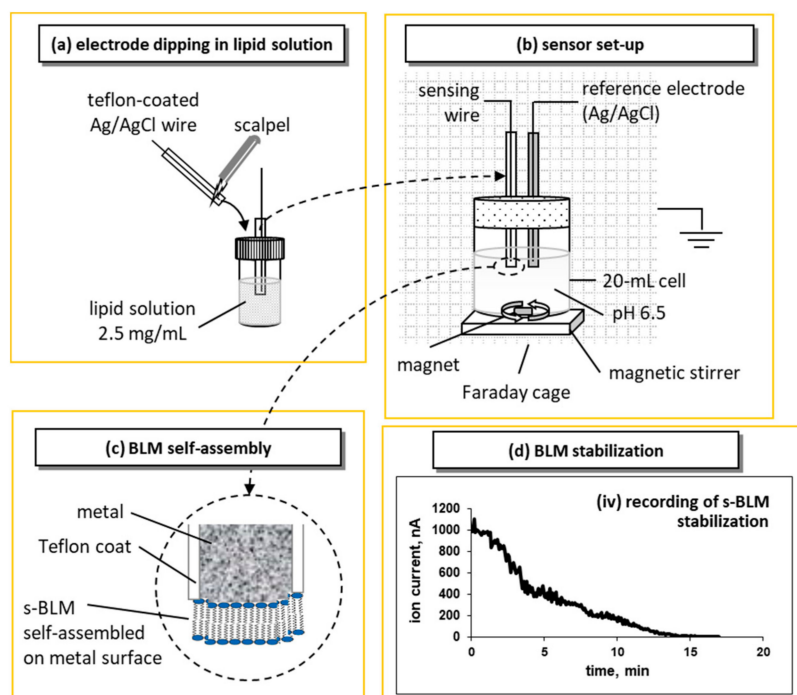 (a) electrode dipping in lipid solution
teflon-coated
Ag/AgCl wire
scalpel
lipid solution
2.5 mg/mL
(b) sensor set-up
sensing
wire
reference electrode
(Ag/AgCl)
20-mL cell
pH 6.5
magnet
magnetic stirrer
Faraday cage
(c) BLM self-assembly
metal
Teflon coat
s-BLM
self-assembled
on metal surface
(d) BLM stabilization
(iv) recording of s-BLM
stabilization
ion current, nA
1200
1000
800
600
400
200
0
0
5
10
15
20
time, min